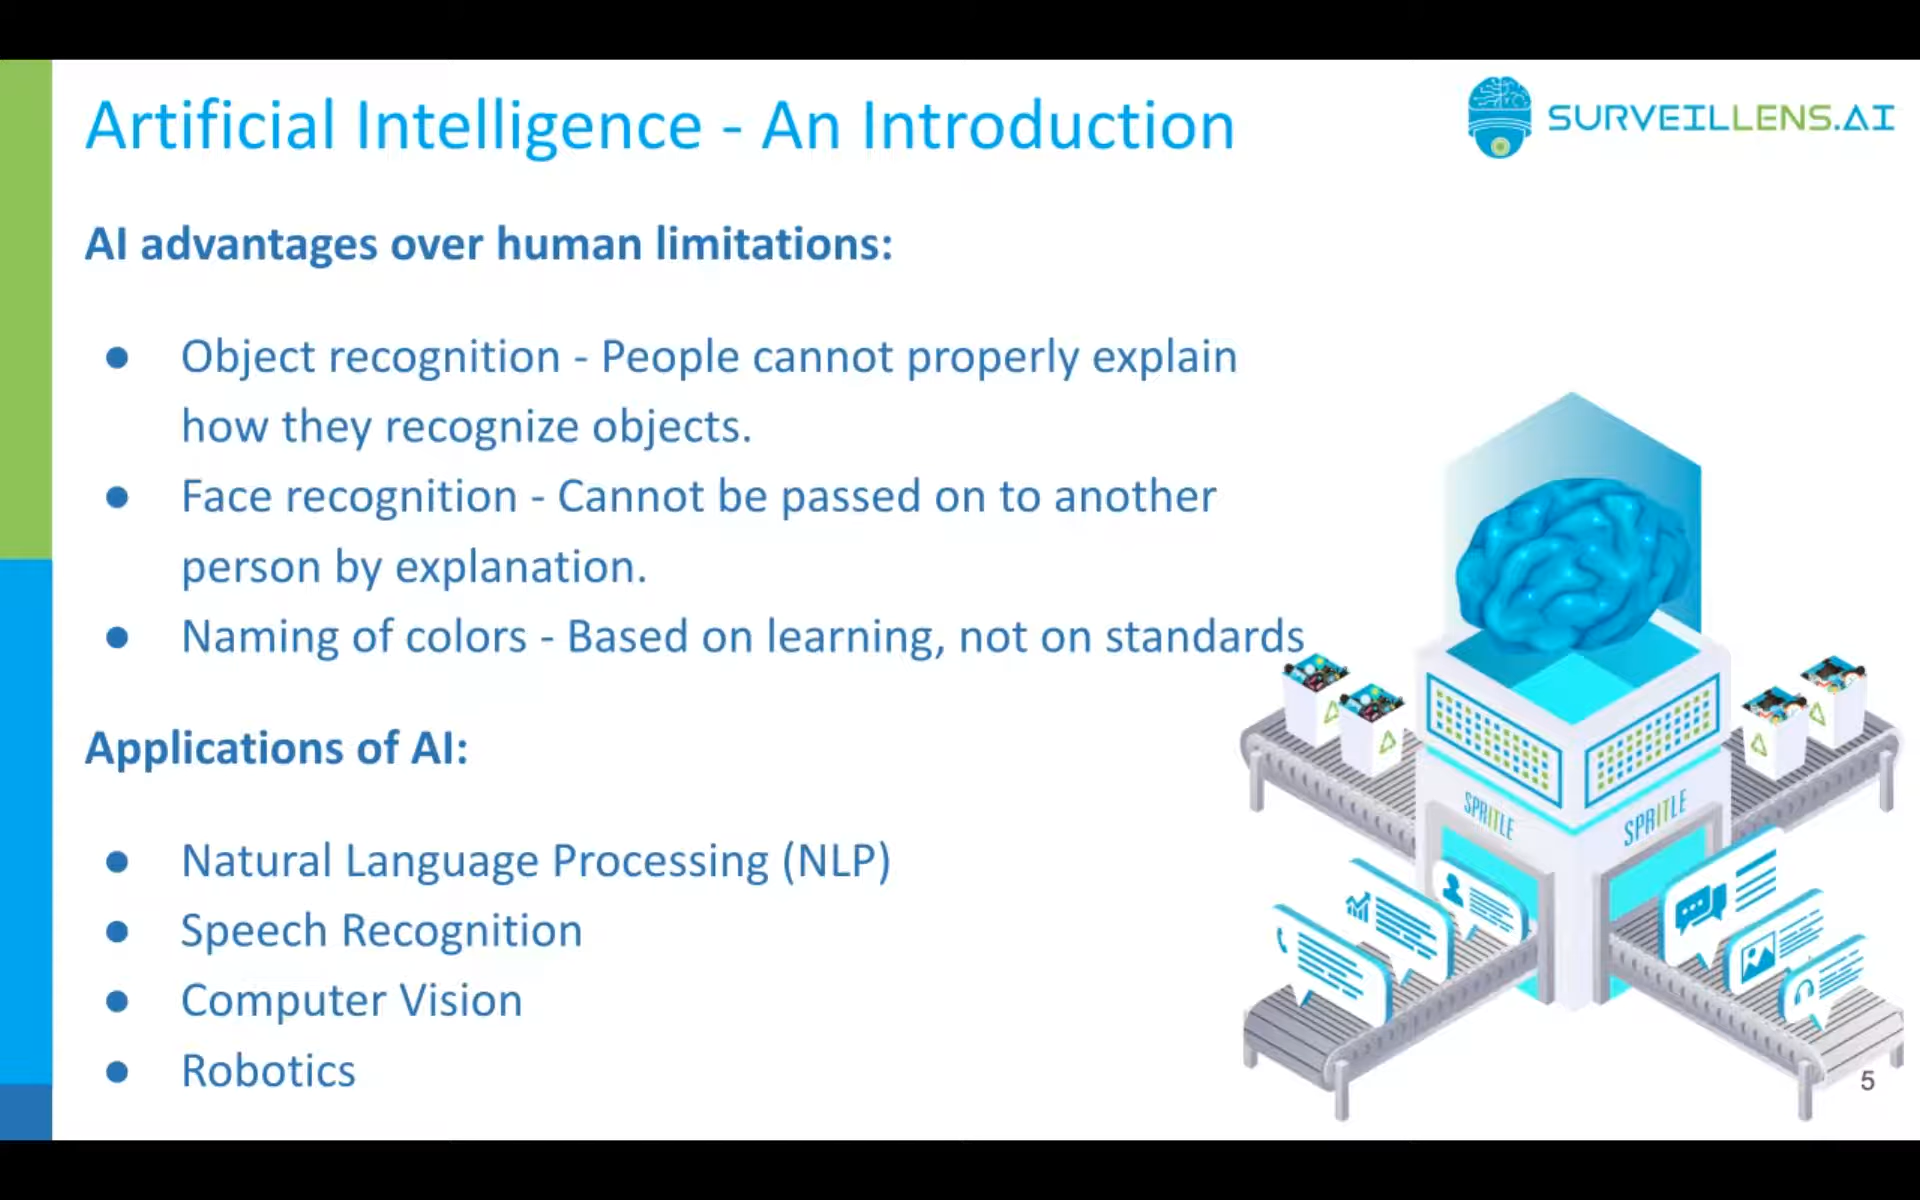 Artificial Intelligence - An Introduction
SURVEILLENS.AI
AI advantages over human limitations:
● Object recognition - People cannot properly explain
how they recognize objects.
● Face recognition - Cannot be passed on to another
person by explanation.
● Naming of colors - Based on learning, not on standards
Applications of AI:
● Natural Language Processing (NLP)
● Speech Recognition
● Computer Vision
● Robotics
SPRITLE
SPRITLE
5